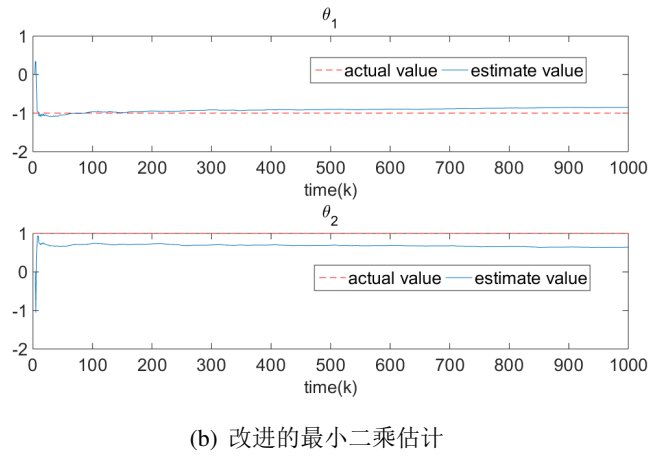 θ1
1
0
-1
-2
actual value estimate value
0 100 200 300 400 500 600 700 800 900 1000
time(k)
θ2
1
0
-1
-2
actual value estimate value
0 100 200 300 400 500 600 700 800 900 1000
time(k)
(b) 改进的最小二乘估计